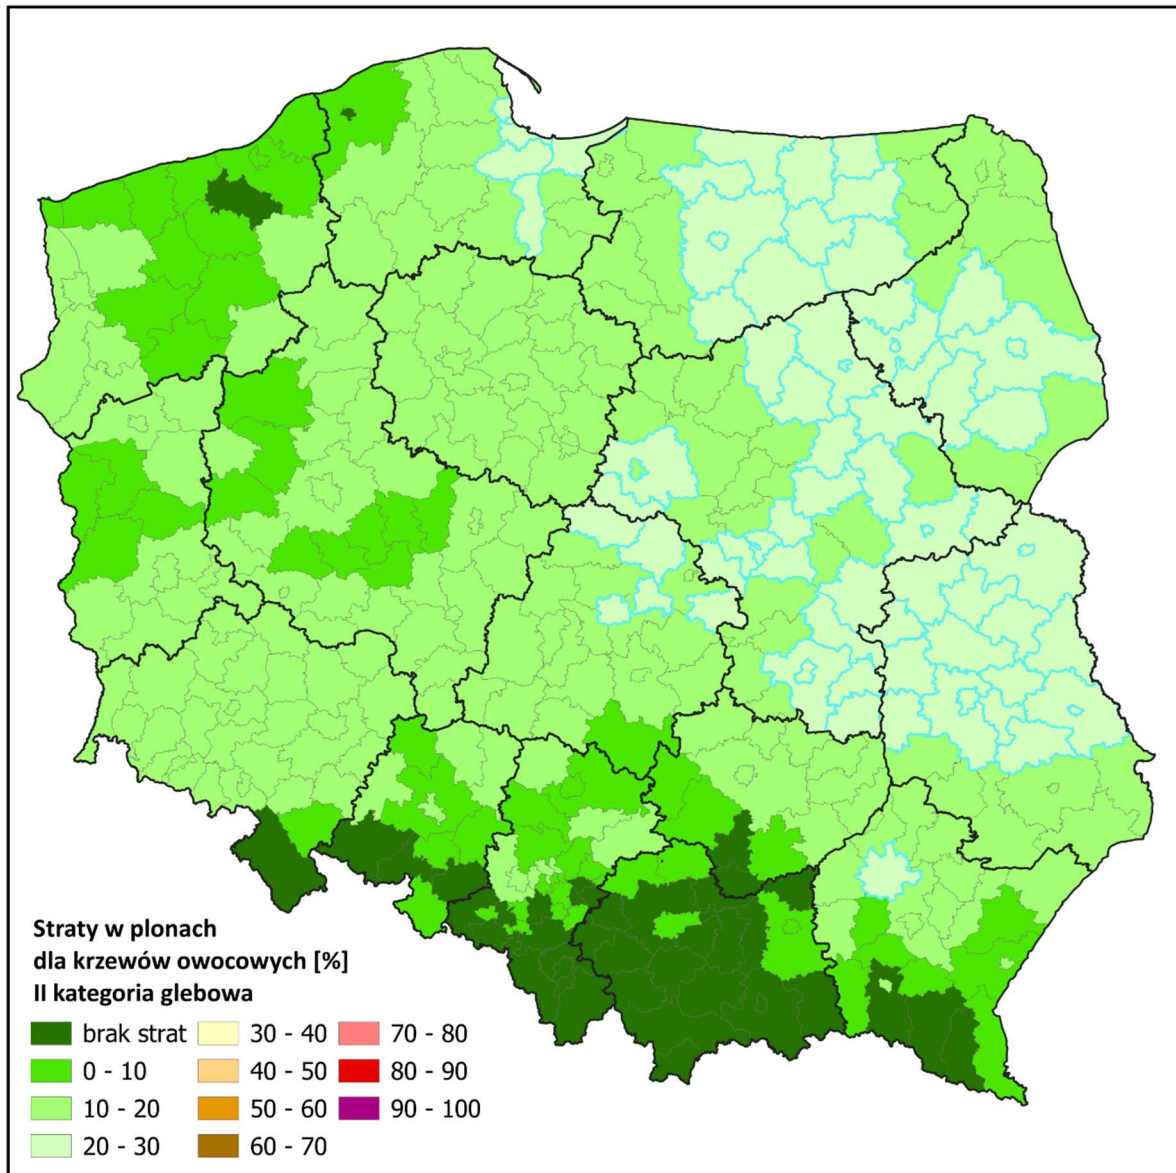 Straty w plonach
dla krzewów owocowych [%]
II kategoria glebowa
brak strat
0 - 10
10 - 20
20 - 30
30 - 40
40 - 50
50 - 60
60 - 70
70 - 80
80 - 90
90 - 100